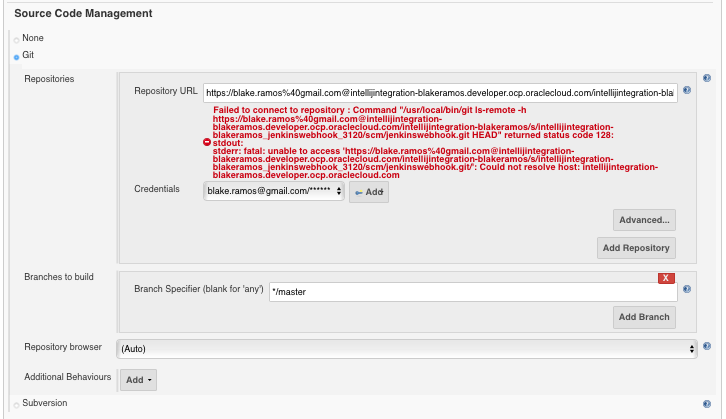 Source Code Management
None
Git
Repositories
Repository URL
https://blake.ramos%40gmail.com@intellijintegration-blakeramos.developer.ocp.oraclecloud.com/intellijintegration-bla
Failed to connect to repository : Command "/usr/local/bin/git ls-remote -h
https://blake.ramos%40gmail.com@intellijintegration-
blakeramos.developer.ocp.oraclecloud.com/intellijintegration-blakeramos/s/intellijintegration-
blakeramos_jenkinswebhook_3120/scm/jenkinswebhook.git HEAD" returned status code 128:
stdout:
stderr: fatal: unable to access 'https://blake.ramos%40gmail.com@intellijintegration-
blakeramos.developer.ocp.oraclecloud.com/intellijintegration-blakeramos/s/intellijintegration-
blakeramos_jenkinswebhook_3120/scm/jenkinswebhook.git/': Could not resolve host: intellijintegration-
blakeramos.developer.ocp.oraclecloud.com
Credentials
blake.ramos@gmail.com/******
Add
Advanced...
Add Repository
Branches to build
X
Branch Specifier (blank for 'any')
*/master
Add Branch
Repository browser
(Auto)
Additional Behaviours
Add
Subversion